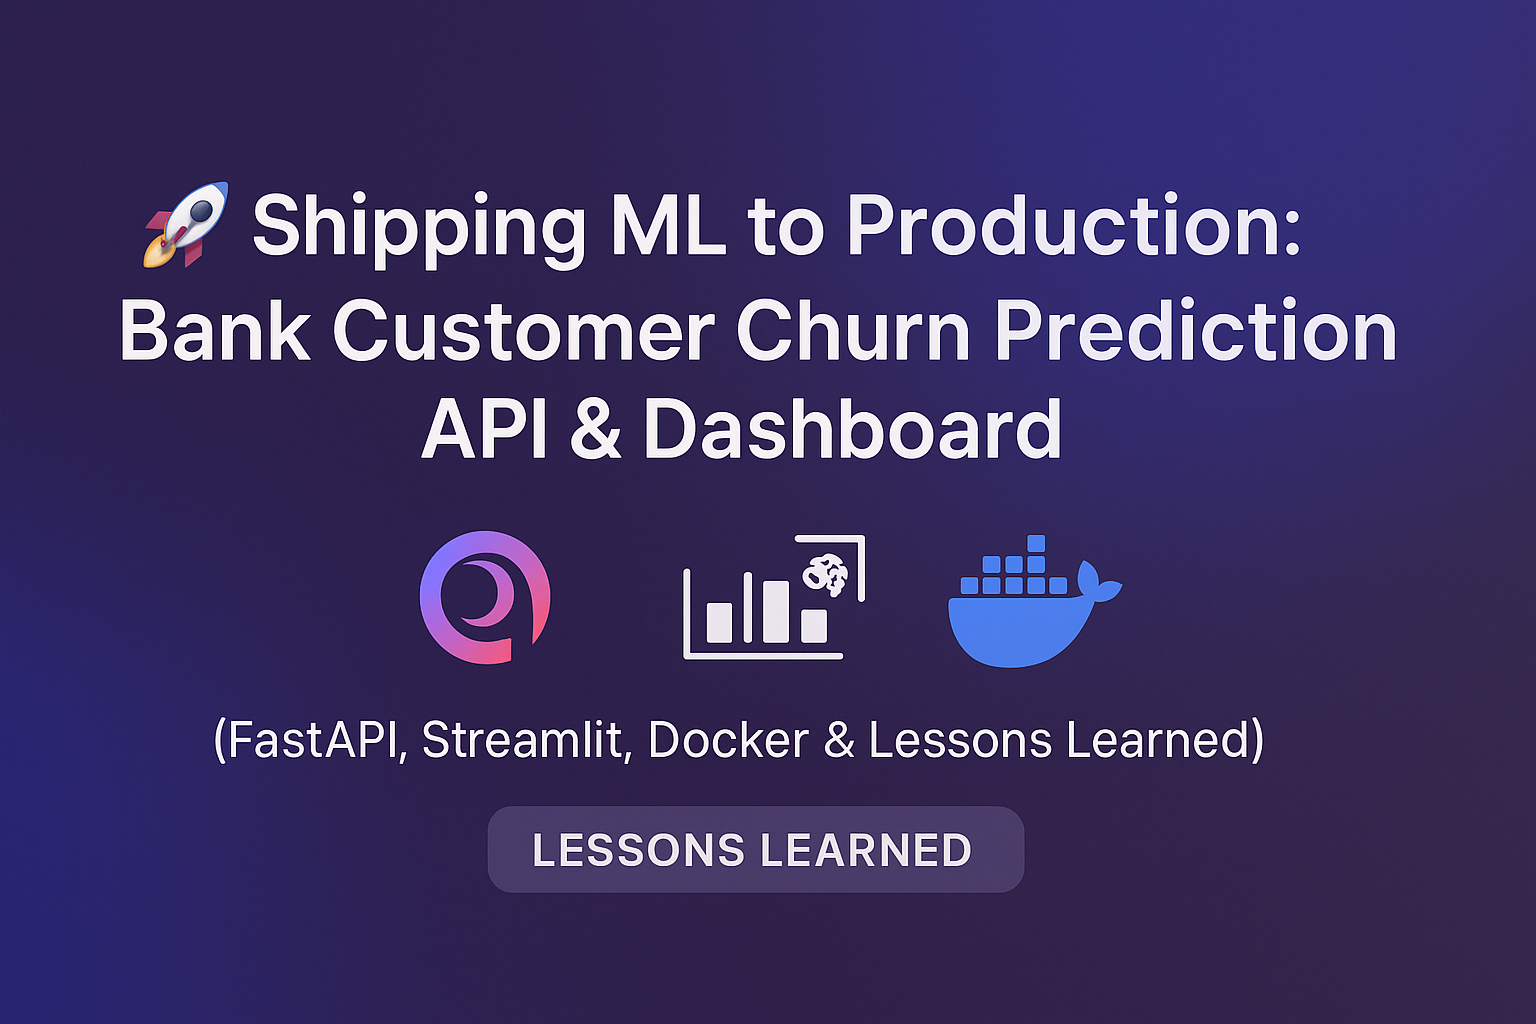 🚀 Shipping ML to Production:
Bank Customer Churn Prediction
API & Dashboard
(FastAPI, Streamlit, Docker & Lessons Learned)
LESSONS LEARNED